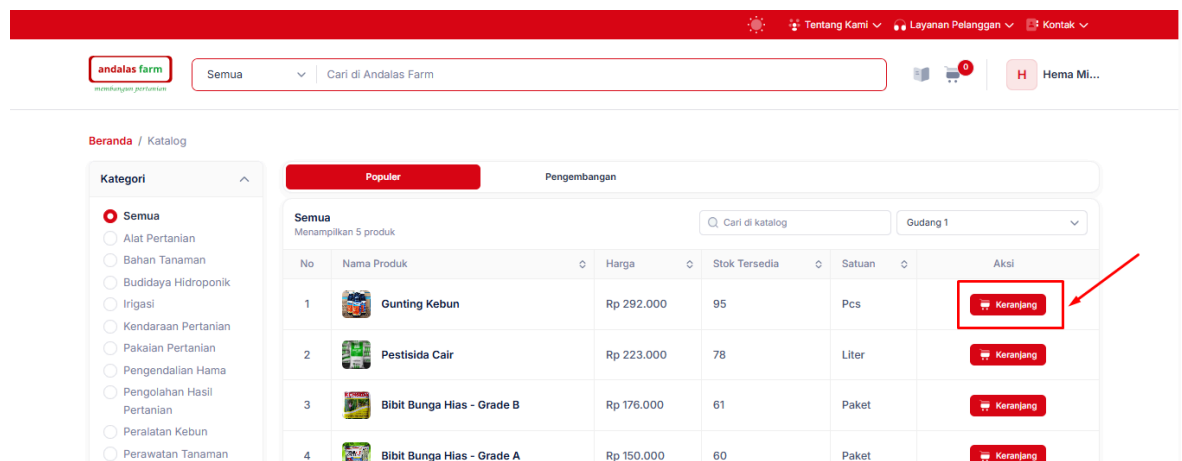 Tentang Kami Layanan Pelanggan Kontak
andalas farm
membangun pertanian
Semua Cari di Andalas Farm 0 H Hema Mi...
Beranda / Katalog
Kategori
Semua
Alat Pertanian
Bahan Tanaman
Budidaya Hidroponik
Irigasi
Kendaraan Pertanian
Pakaian Pertanian
Pengendalian Hama
Pengolahan Hasil
Pertanian
Peralatan Kebun
Perawatan Tanaman
Populer Pengembangan
Semua
Menampilkan 5 produk
Cari di katalog Gudang 1
No Nama Produk Harga Stok Tersedia Satuan Aksi
1 Gunting Kebun Rp 292.000 95 Pcs Keranjang
2 Pestisida Cair Rp 223.000 78 Liter Keranjang
3 Bibit Bunga Hias - Grade B Rp 176.000 61 Paket Keranjang
4 Bibit Bunga Hias - Grade A Rp 150.000 60 Paket Keranjang